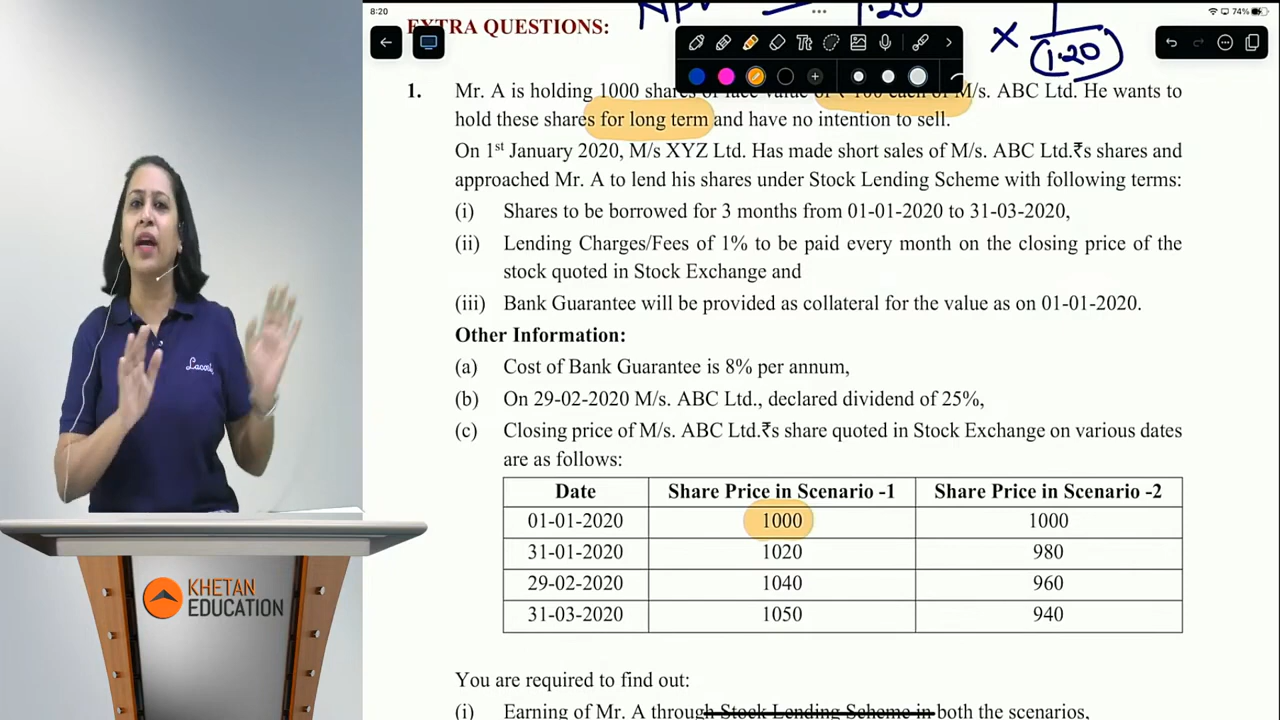 8:20
74%
EXTRA QUESTIONS:
1.20
× 1
(1.20)
1. Mr. A is holding 1000 shares of face value of ₹ 100 each of M/s. ABC Ltd. He wants to
hold these shares for long term and have no intention to sell.
On 1st January 2020, M/s XYZ Ltd. Has made short sales of M/s. ABC Ltd.₹s shares and
approached Mr. A to lend his shares under Stock Lending Scheme with following terms:
(i) Shares to be borrowed for 3 months from 01-01-2020 to 31-03-2020,
(ii) Lending Charges/Fees of 1% to be paid every month on the closing price of the
stock quoted in Stock Exchange and
(iii) Bank Guarantee will be provided as collateral for the value as on 01-01-2020.
Other Information:
(a) Cost of Bank Guarantee is 8% per annum,
(b) On 29-02-2020 M/s. ABC Ltd., declared dividend of 25%,
(c) Closing price of M/s. ABC Ltd.₹s share quoted in Stock Exchange on various dates
are as follows:
Date Share Price in Scenario -1 Share Price in Scenario -2
01-01-2020 1000 1000
31-01-2020 1020 980
29-02-2020 1040 960
31-03-2020 1050 940
You are required to find out:
(i) Earning of Mr. A through Stock Lending Scheme in both the scenarios,
Lacoste
KHETAN
EDUCATION